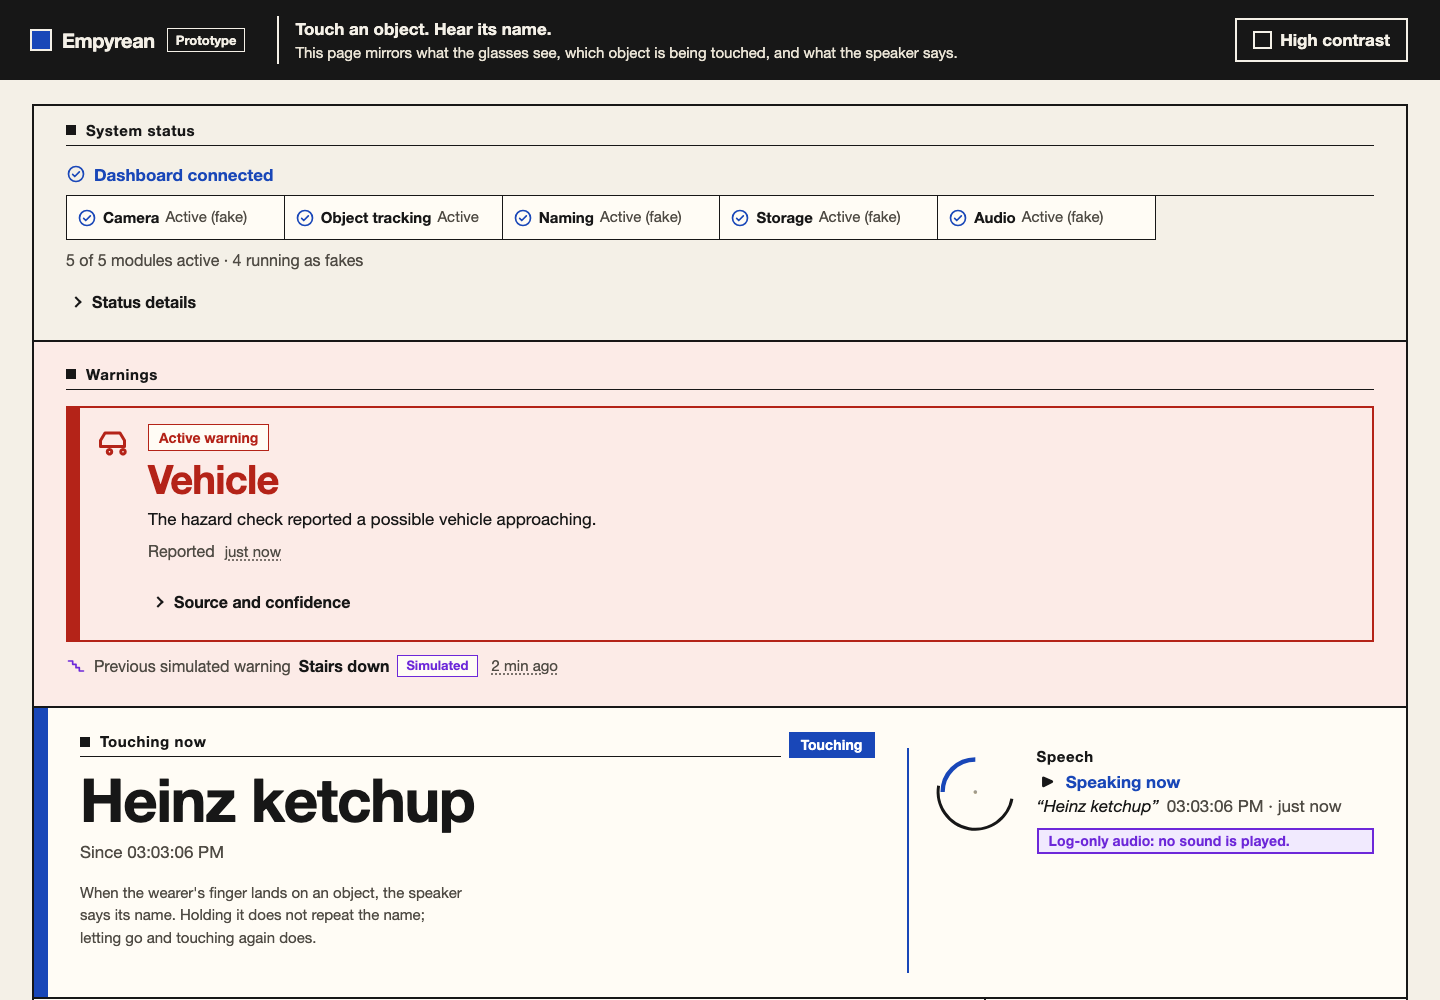 Empyrean
Prototype
Touch an object. Hear its name.
This page mirrors what the glasses see, which object is being touched, and what the speaker says.
High contrast
System status
Dashboard connected
Camera Active (fake)
Object tracking Active
Naming Active (fake)
Storage Active (fake)
Audio Active (fake)
5 of 5 modules active · 4 running as fakes
Status details
Warnings
Active warning
Vehicle
The hazard check reported a possible vehicle approaching.
Reported just now
Source and confidence
Previous simulated warning Stairs down Simulated 2 min ago
Touching now
Touching
Heinz ketchup
Since 03:03:06 PM
When the wearer's finger lands on an object, the speaker
says its name. Holding it does not repeat the name;
letting go and touching again does.
Speech
Speaking now
“Heinz ketchup” 03:03:06 PM · just now
Log-only audio: no sound is played.